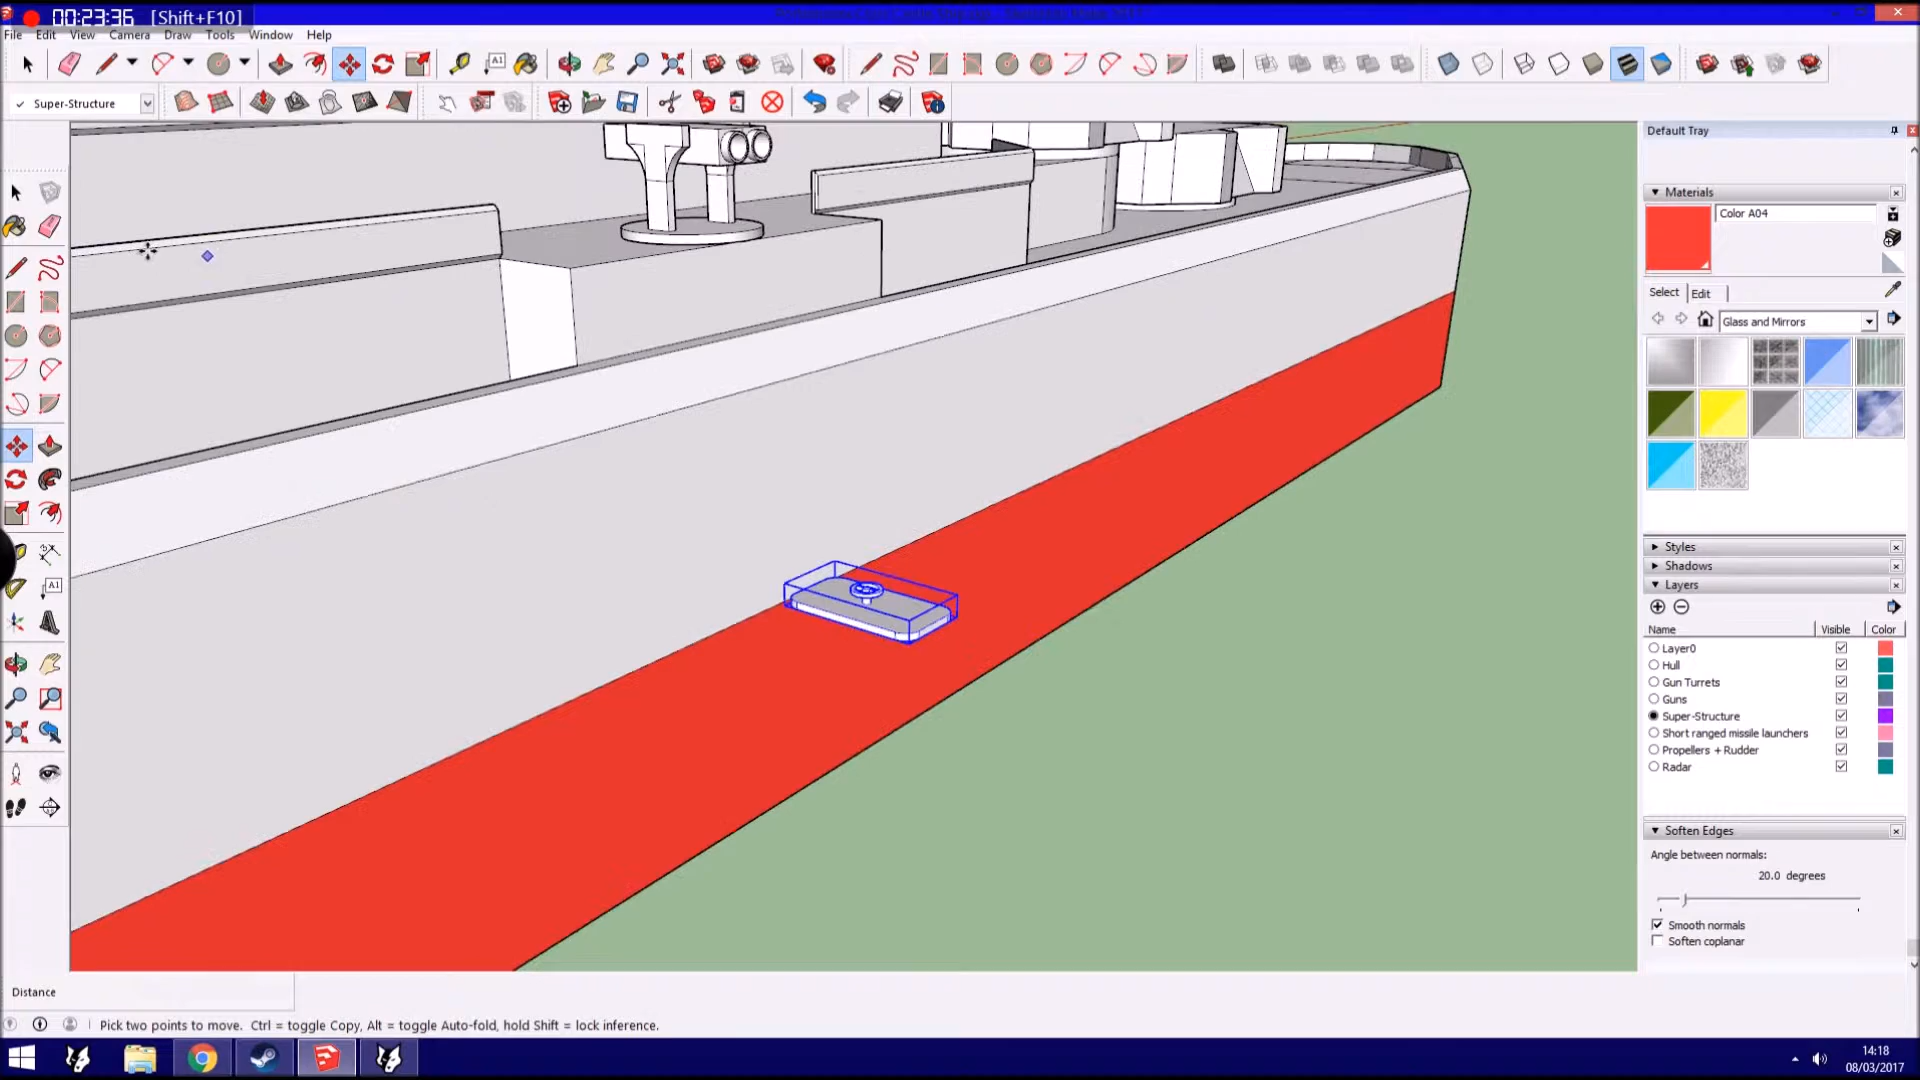 00:23:36 [Shift+F10]
File Edit View Camera Draw Tools Window Help
A1
✓ Super-Structure
Default Tray
Materials
Color A04
Select Edit
Glass and Mirrors
A1
Styles
Shadows
Layers
Name Visible Color
Layer0
Hull
Gun Turrets
Guns
Super-Structure
Short ranged missile launchers
Propellers + Rudder
Radar
Soften Edges
Angle between normals:
20.0 degrees
Smooth normals
Soften coplanar
Distance
Pick two points to move. Ctrl = toggle Copy, Alt = toggle Auto-fold, hold Shift = lock inference.
14:18
08/03/2017